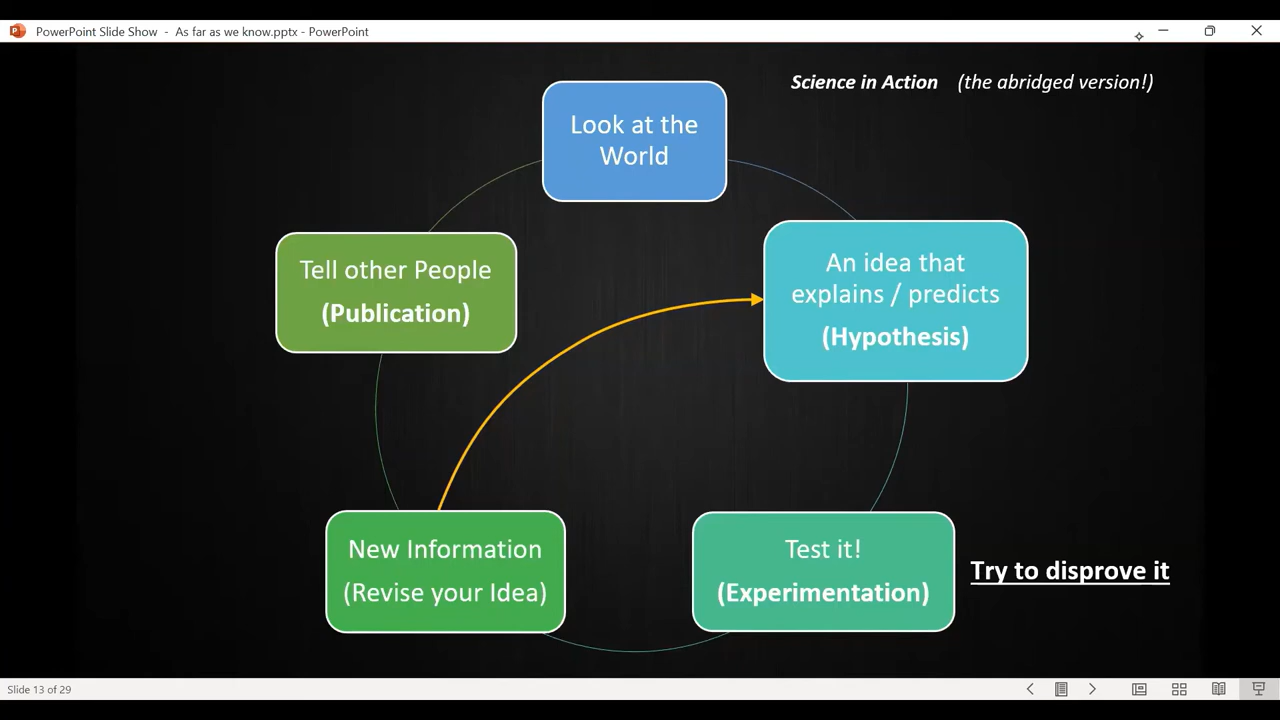 PowerPoint Slide Show - As far as we know.pptx - PowerPoint
Science in Action (the abridged version!)
Look at the
World
An idea that
explains / predicts
(Hypothesis)
Tell other People
(Publication)
Test it!
(Experimentation)
Try to disprove it
New Information
(Revise your Idea)
Slide 13 of 29